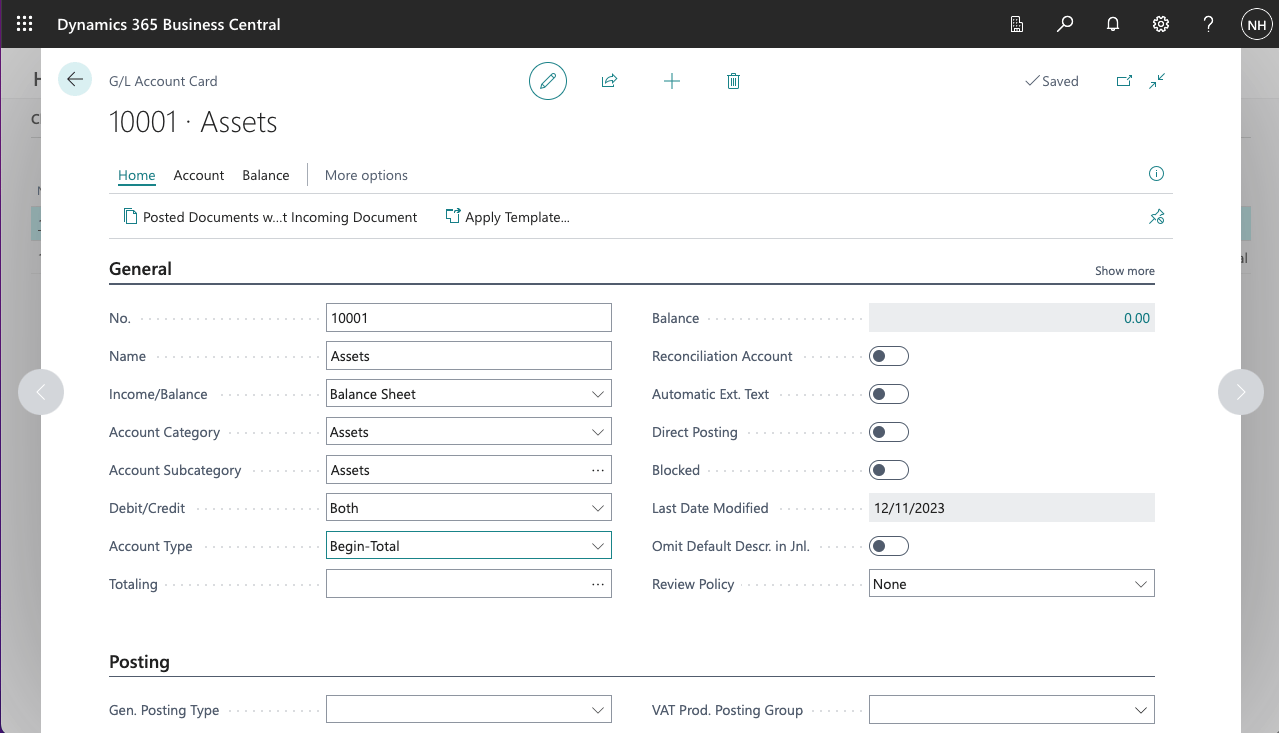 Dynamics 365 Business Central
NH
G/L Account Card
Saved
10001 · Assets
Home Account Balance More options
Posted Documents w...t Incoming Document Apply Template...
General
Show more
No. 10001
Balance 0.00
Name Assets
Reconciliation Account
Income/Balance Balance Sheet
Automatic Ext. Text
Account Category Assets
Direct Posting
Account Subcategory Assets
Blocked
Debit/Credit Both
Last Date Modified 12/11/2023
Account Type Begin-Total
Omit Default Descr. in Jnl.
Totaling
Review Policy None
Posting
Gen. Posting Type
VAT Prod. Posting Group